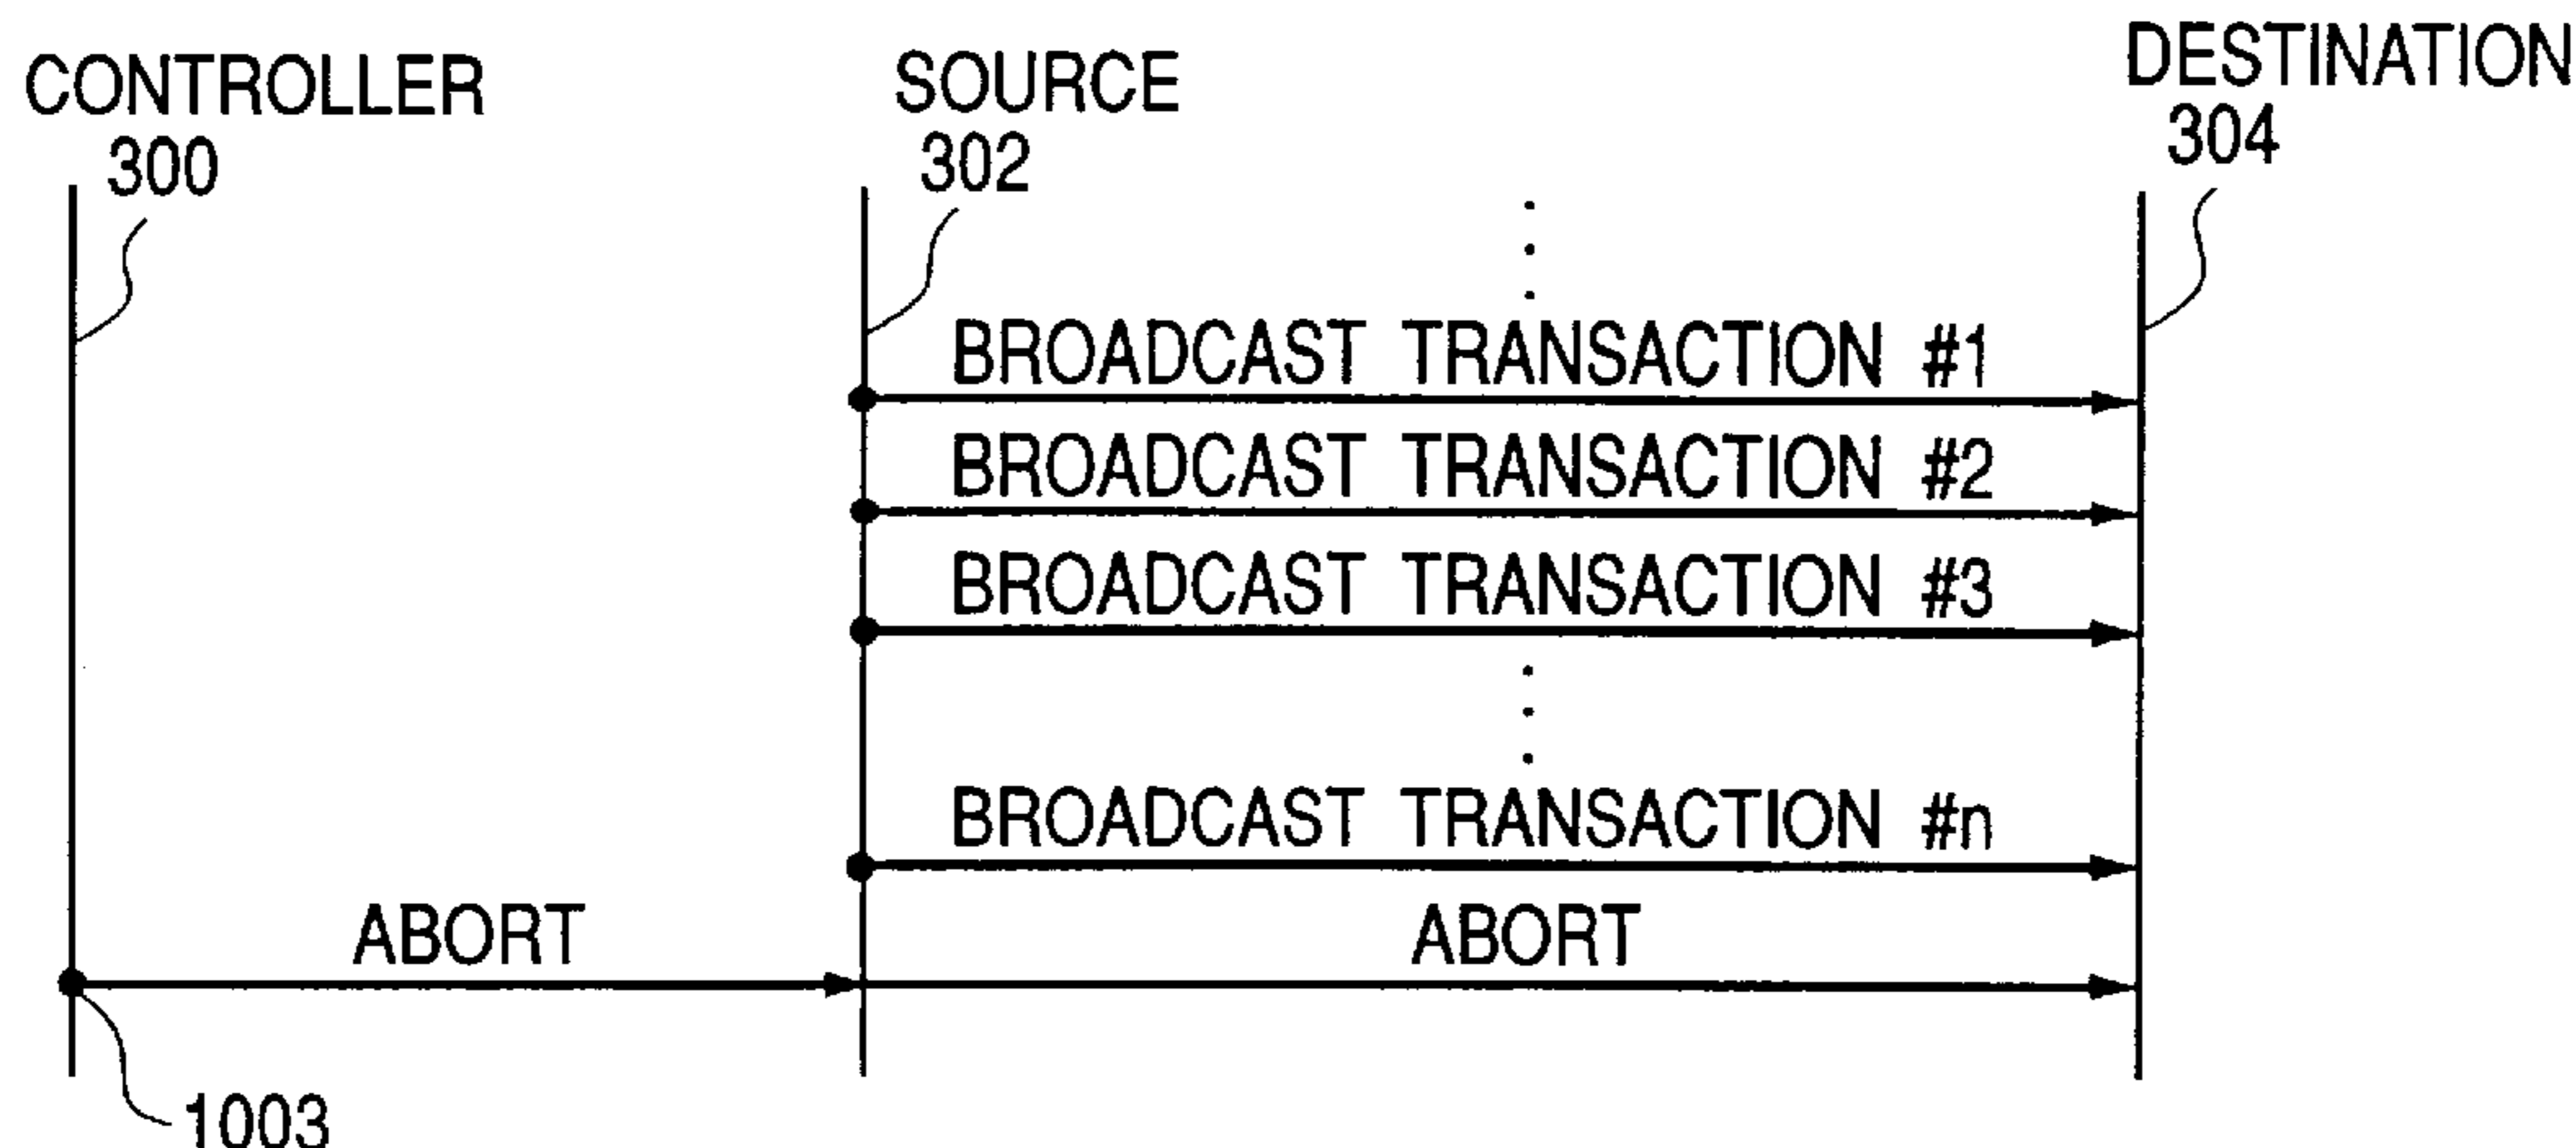 CONTROLLER
300
SOURCE
302
DESTINATION
304
BROADCAST TRANSACTION #1
BROADCAST TRANSACTION #2
BROADCAST TRANSACTION #3
BROADCAST TRANSACTION #n
ABORT
ABORT
1003